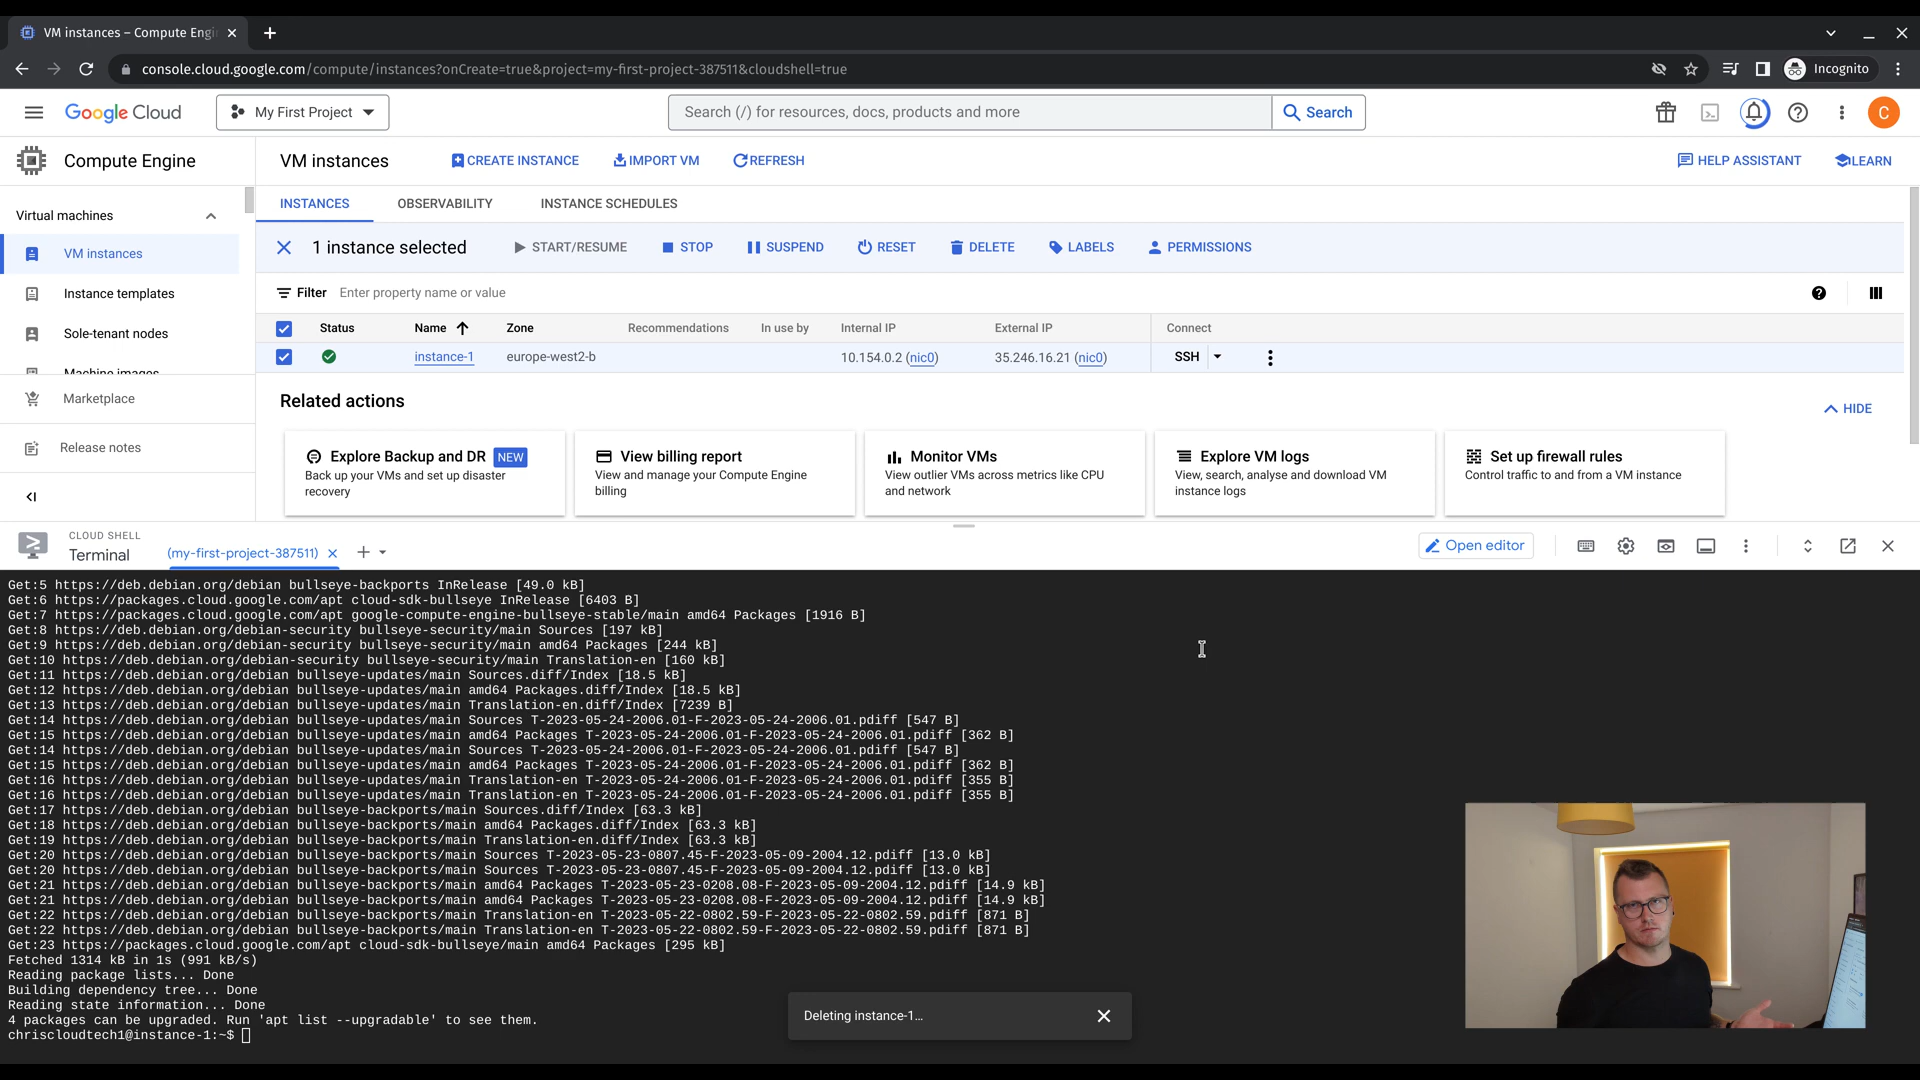 VM instances – Compute Engi
console.cloud.google.com/compute/instances?onCreate=true&project=my-first-project-387511&cloudshell=true
Incognito
Google Cloud
My First Project
Search (/) for resources, docs, products and more
Search
C
Compute Engine
VM instances
CREATE INSTANCE
IMPORT VM
REFRESH
HELP ASSISTANT
LEARN
Virtual machines
VM instances
Instance templates
Sole-tenant nodes
Machine images
Marketplace
Release notes
INSTANCES
OBSERVABILITY
INSTANCE SCHEDULES
1 instance selected
START/RESUME
STOP
SUSPEND
RESET
DELETE
LABELS
PERMISSIONS
Filter Enter property name or value
Status Name Zone Recommendations In use by Internal IP External IP Connect
instance-1 europe-west2-b 10.154.0.2 (nic0) 35.246.16.21 (nic0) SSH
Related actions
HIDE
Explore Backup and DR NEW
Back up your VMs and set up disaster
recovery
View billing report
View and manage your Compute Engine
billing
Monitor VMs
View outlier VMs across metrics like CPU
and network
Explore VM logs
View, search, analyse and download VM
instance logs
Set up firewall rules
Control traffic to and from a VM instance
CLOUD SHELL
Terminal
(my-first-project-387511)
Open editor
Get:5 https://deb.debian.org/debian bullseye-backports InRelease [49.0 kB]
Get:6 https://packages.cloud.google.com/apt cloud-sdk-bullseye InRelease [6403 B]
Get:7 https://packages.cloud.google.com/apt google-compute-engine-bullseye-stable/main amd64 Packages [1916 B]
Get:8 https://deb.debian.org/debian-security bullseye-security/main Sources [197 kB]
Get:9 https://deb.debian.org/debian-security bullseye-security/main amd64 Packages [244 kB]
Get:10 https://deb.debian.org/debian-security bullseye-security/main Translation-en [160 kB]
Get:11 https://deb.debian.org/debian bullseye-updates/main Sources.diff/Index [18.5 kB]
Get:12 https://deb.debian.org/debian bullseye-updates/main amd64 Packages.diff/Index [18.5 kB]
Get:13 https://deb.debian.org/debian bullseye-updates/main Translation-en.diff/Index [7239 B]
Get:14 https://deb.debian.org/debian bullseye-updates/main Sources T-2023-05-24-2006.01-F-2023-05-24-2006.01.pdiff [547 B]
Get:15 https://deb.debian.org/debian bullseye-updates/main amd64 Packages T-2023-05-24-2006.01-F-2023-05-24-2006.01.pdiff [362 B]
Get:14 https://deb.debian.org/debian bullseye-updates/main Sources T-2023-05-24-2006.01-F-2023-05-24-2006.01.pdiff [547 B]
Get:15 https://deb.debian.org/debian bullseye-updates/main amd64 Packages T-2023-05-24-2006.01-F-2023-05-24-2006.01.pdiff [362 B]
Get:16 https://deb.debian.org/debian bullseye-updates/main Translation-en T-2023-05-24-2006.01-F-2023-05-24-2006.01.pdiff [355 B]
Get:16 https://deb.debian.org/debian bullseye-updates/main Translation-en T-2023-05-24-2006.01-F-2023-05-24-2006.01.pdiff [355 B]
Get:17 https://deb.debian.org/debian bullseye-backports/main Sources.diff/Index [63.3 kB]
Get:18 https://deb.debian.org/debian bullseye-backports/main amd64 Packages.diff/Index [63.3 kB]
Get:19 https://deb.debian.org/debian bullseye-backports/main Translation-en.diff/Index [63.3 kB]
Get:20 https://deb.debian.org/debian bullseye-backports/main Sources T-2023-05-23-0807.45-F-2023-05-09-2004.12.pdiff [13.0 kB]
Get:20 https://deb.debian.org/debian bullseye-backports/main Sources T-2023-05-23-0807.45-F-2023-05-09-2004.12.pdiff [13.0 kB]
Get:21 https://deb.debian.org/debian bullseye-backports/main amd64 Packages T-2023-05-23-0208.08-F-2023-05-09-2004.12.pdiff [14.9 kB]
Get:21 https://deb.debian.org/debian bullseye-backports/main amd64 Packages T-2023-05-23-0208.08-F-2023-05-09-2004.12.pdiff [14.9 kB]
Get:22 https://deb.debian.org/debian bullseye-backports/main Translation-en T-2023-05-22-0802.59-F-2023-05-22-0802.59.pdiff [871 B]
Get:22 https://deb.debian.org/debian bullseye-backports/main Translation-en T-2023-05-22-0802.59-F-2023-05-22-0802.59.pdiff [871 B]
Get:23 https://packages.cloud.google.com/apt cloud-sdk-bullseye/main amd64 Packages [295 kB]
Fetched 1314 kB in 1s (991 kB/s)
Reading package lists... Done
Building dependency tree... Done
Reading state information... Done
4 packages can be upgraded. Run 'apt list --upgradable' to see them.
chriscloudtech1@instance-1:~$
Deleting instance-1...